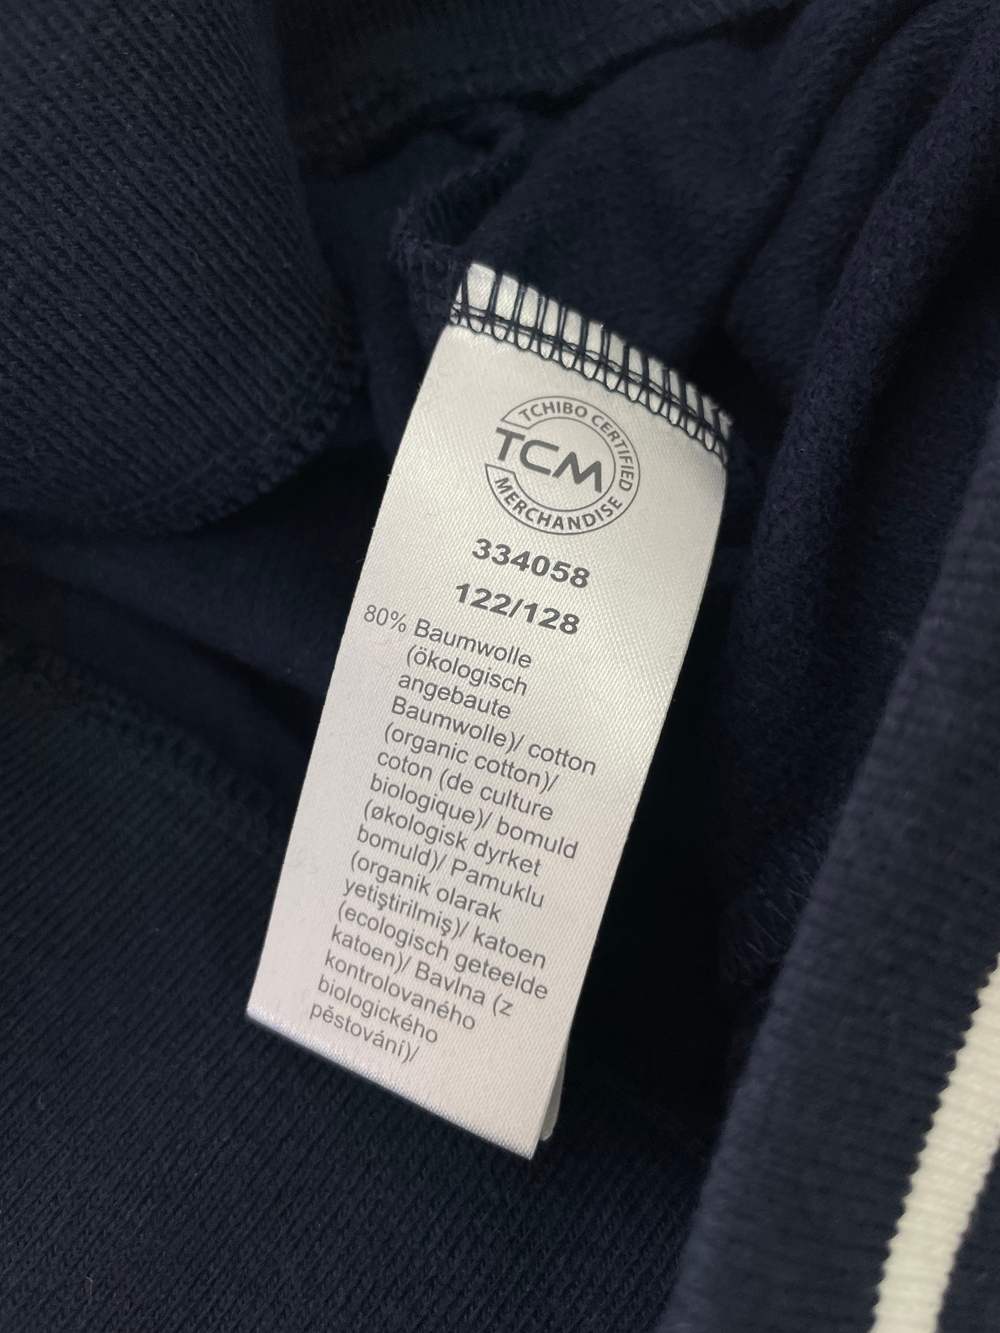 TCHIBO CERTIFIED
TCM
MERCHANDISE
334058
122/128
80% Baumwolle
(ökologisch
angebaute
Baumwolle)/ cotton
(organic cotton)/
coton (de culture
biologique)/ bomuld
(økologisk dyrket
bomuld)/ Pamuklu
(organik olarak
yetiştirilmiş)/ katoen
(ecologisch geteelde
katoen)/ Bavlna (z
kontrolovaného
biologického
pěstování)/